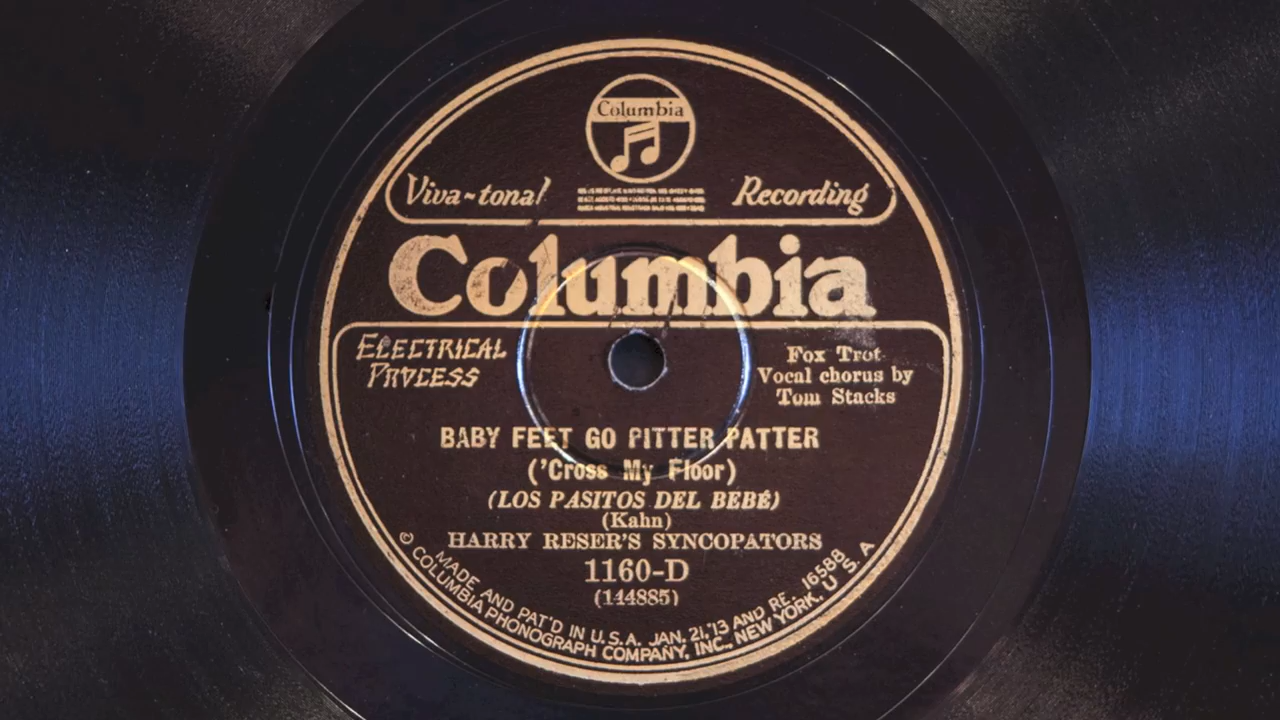 Columbia
Viva-tonal Recording
Columbia
ELECTRICAL
PROCESS
Fox Trot
Vocal chorus by
Tom Stacks
BABY FEET GO PITTER PATTER
('Cross My Floor)
(LOS PASITOS DEL BEBÉ)
(Kahn)
HARRY RESER'S SYNCOPATORS
1160-D
(144885)
MADE AND PAT'D IN U.S.A. JAN. 21, '13 AND RE. 16588
© COLUMBIA PHONOGRAPH COMPANY, INC., NEW YORK, U. S. A